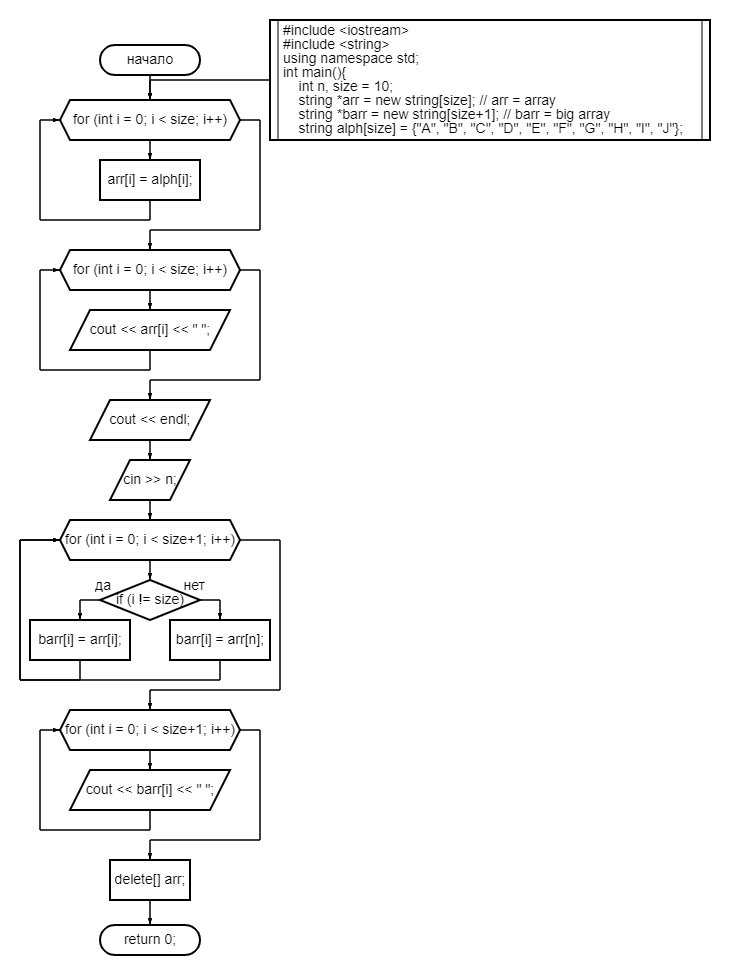 начало
#include <iostream>
#include <string>
using namespace std;
int main(){
int n, size = 10;
string *arr = new string[size]; // arr = array
string *barr = new string[size+1]; // barr = big array
string alph[size] = {"A", "B", "C", "D", "E", "F", "G", "H", "I", "J"};
for (int i = 0; i < size; i++)
arr[i] = alph[i];
for (int i = 0; i < size; i++)
cout << arr[i] << " ";
cout << endl;
cin >> n;
for (int i = 0; i < size+1; i++)
да
нет
if (i != size)
barr[i] = arr[i];
barr[i] = arr[n];
for (int i = 0; i < size+1; i++)
cout << barr[i] << " ";
delete[] arr;
return 0;